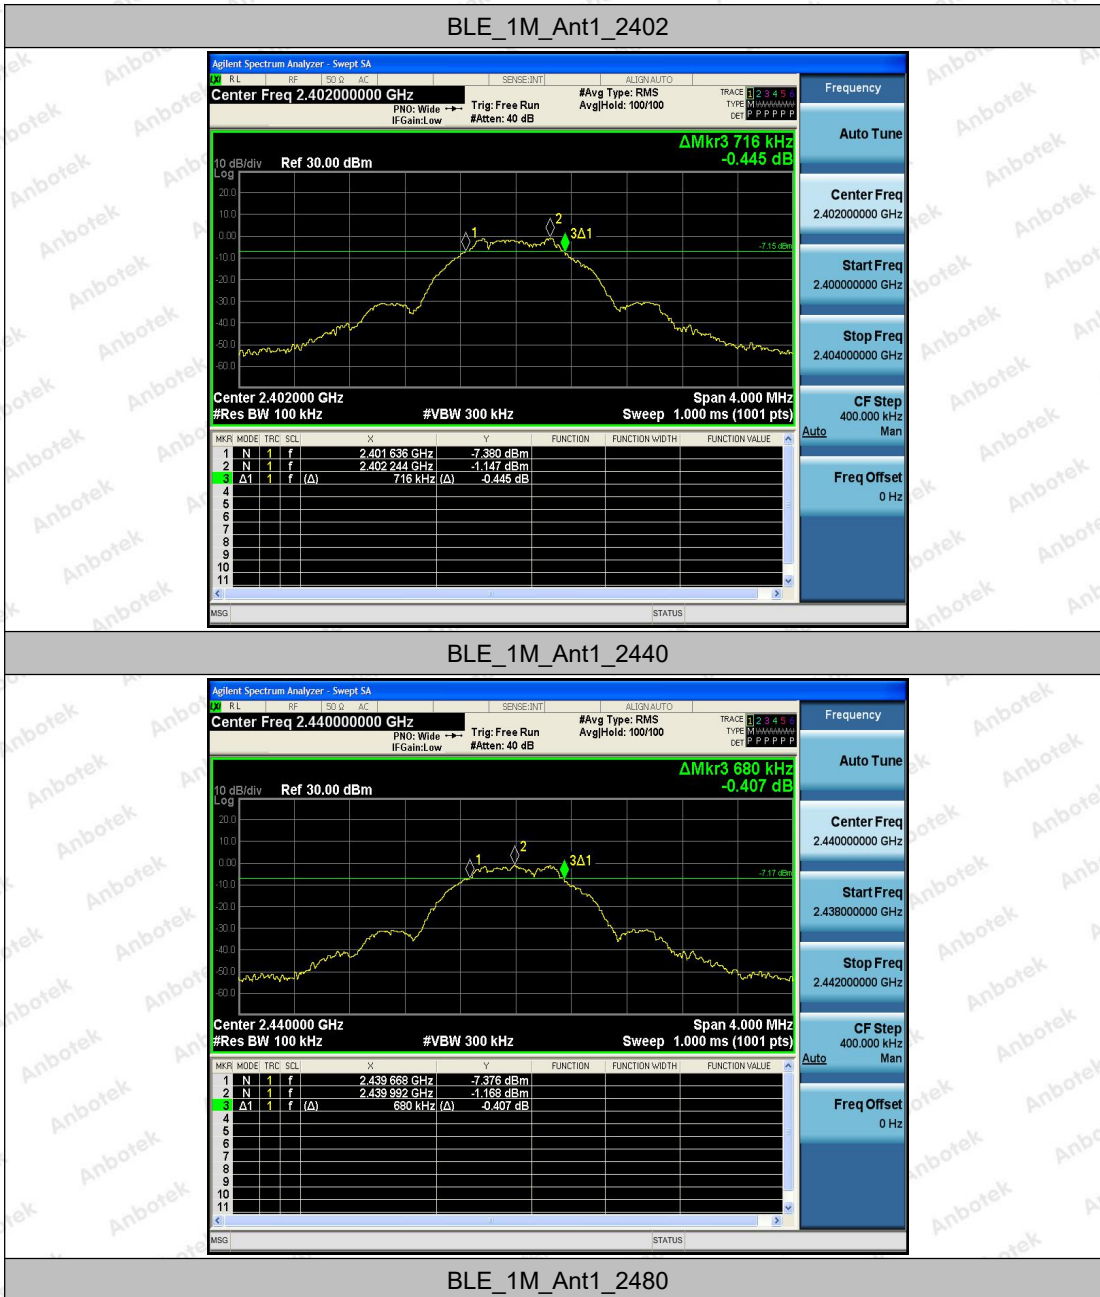 BLE_1M_Ant1_2402
Agilent Spectrum Analyzer - Swept SA
RL RF 50 Ω AC SENSE:INT ALIGNAUTO
Center Freq 2.402000000 GHz
PNO: Wide Trig: Free Run #Avg Type: RMS TRACE 1 2 3 4 5 6
IFGain:Low #Atten: 40 dB Avg|Hold: 100/100 TYPE M
DET P P P P P P
ΔMkr3 716 kHz
-0.445 dB
10 dB/div Ref 30.00 dBm
Log
20.0
10.0
0.00
-10.0
-20.0
-30.0
-40.0
-50.0
-60.0
1
2
3Δ1
-7.15 dBm
Center 2.402000 GHz Span 4.000 MHz
#Res BW 100 kHz #VBW 300 kHz Sweep 1.000 ms (1001 pts)
MKR MODE TRC SCL X Y FUNCTION FUNCTION WIDTH FUNCTION VALUE
1 N 1 f 2.401 636 GHz -7.380 dBm
2 N 1 f 2.402 244 GHz -1.147 dBm
3 Δ1 1 f (Δ) 716 kHz (Δ) -0.445 dB
4
5
6
7
8
9
10
11
MSG STATUS
Frequency
Auto Tune
Center Freq
2.402000000 GHz
Start Freq
2.400000000 GHz
Stop Freq
2.404000000 GHz
CF Step
400.000 kHz
Auto Man
Freq Offset
0 Hz
BLE_1M_Ant1_2440
Agilent Spectrum Analyzer - Swept SA
RL RF 50 Ω AC SENSE:INT ALIGNAUTO
Center Freq 2.440000000 GHz
PNO: Wide Trig: Free Run #Avg Type: RMS TRACE 1 2 3 4 5 6
IFGain:Low #Atten: 40 dB Avg|Hold: 100/100 TYPE M
DET P P P P P P
ΔMkr3 680 kHz
-0.407 dB
10 dB/div Ref 30.00 dBm
Log
20.0
10.0
0.00
-10.0
-20.0
-30.0
-40.0
-50.0
-60.0
1
2
3Δ1
-7.17 dBm
Center 2.440000 GHz Span 4.000 MHz
#Res BW 100 kHz #VBW 300 kHz Sweep 1.000 ms (1001 pts)
MKR MODE TRC SCL X Y FUNCTION FUNCTION WIDTH FUNCTION VALUE
1 N 1 f 2.439 668 GHz -7.376 dBm
2 N 1 f 2.439 992 GHz -1.168 dBm
3 Δ1 1 f (Δ) 680 kHz (Δ) -0.407 dB
4
5
6
7
8
9
10
11
MSG STATUS
Frequency
Auto Tune
Center Freq
2.440000000 GHz
Start Freq
2.438000000 GHz
Stop Freq
2.442000000 GHz
CF Step
400.000 kHz
Auto Man
Freq Offset
0 Hz
BLE_1M_Ant1_2480